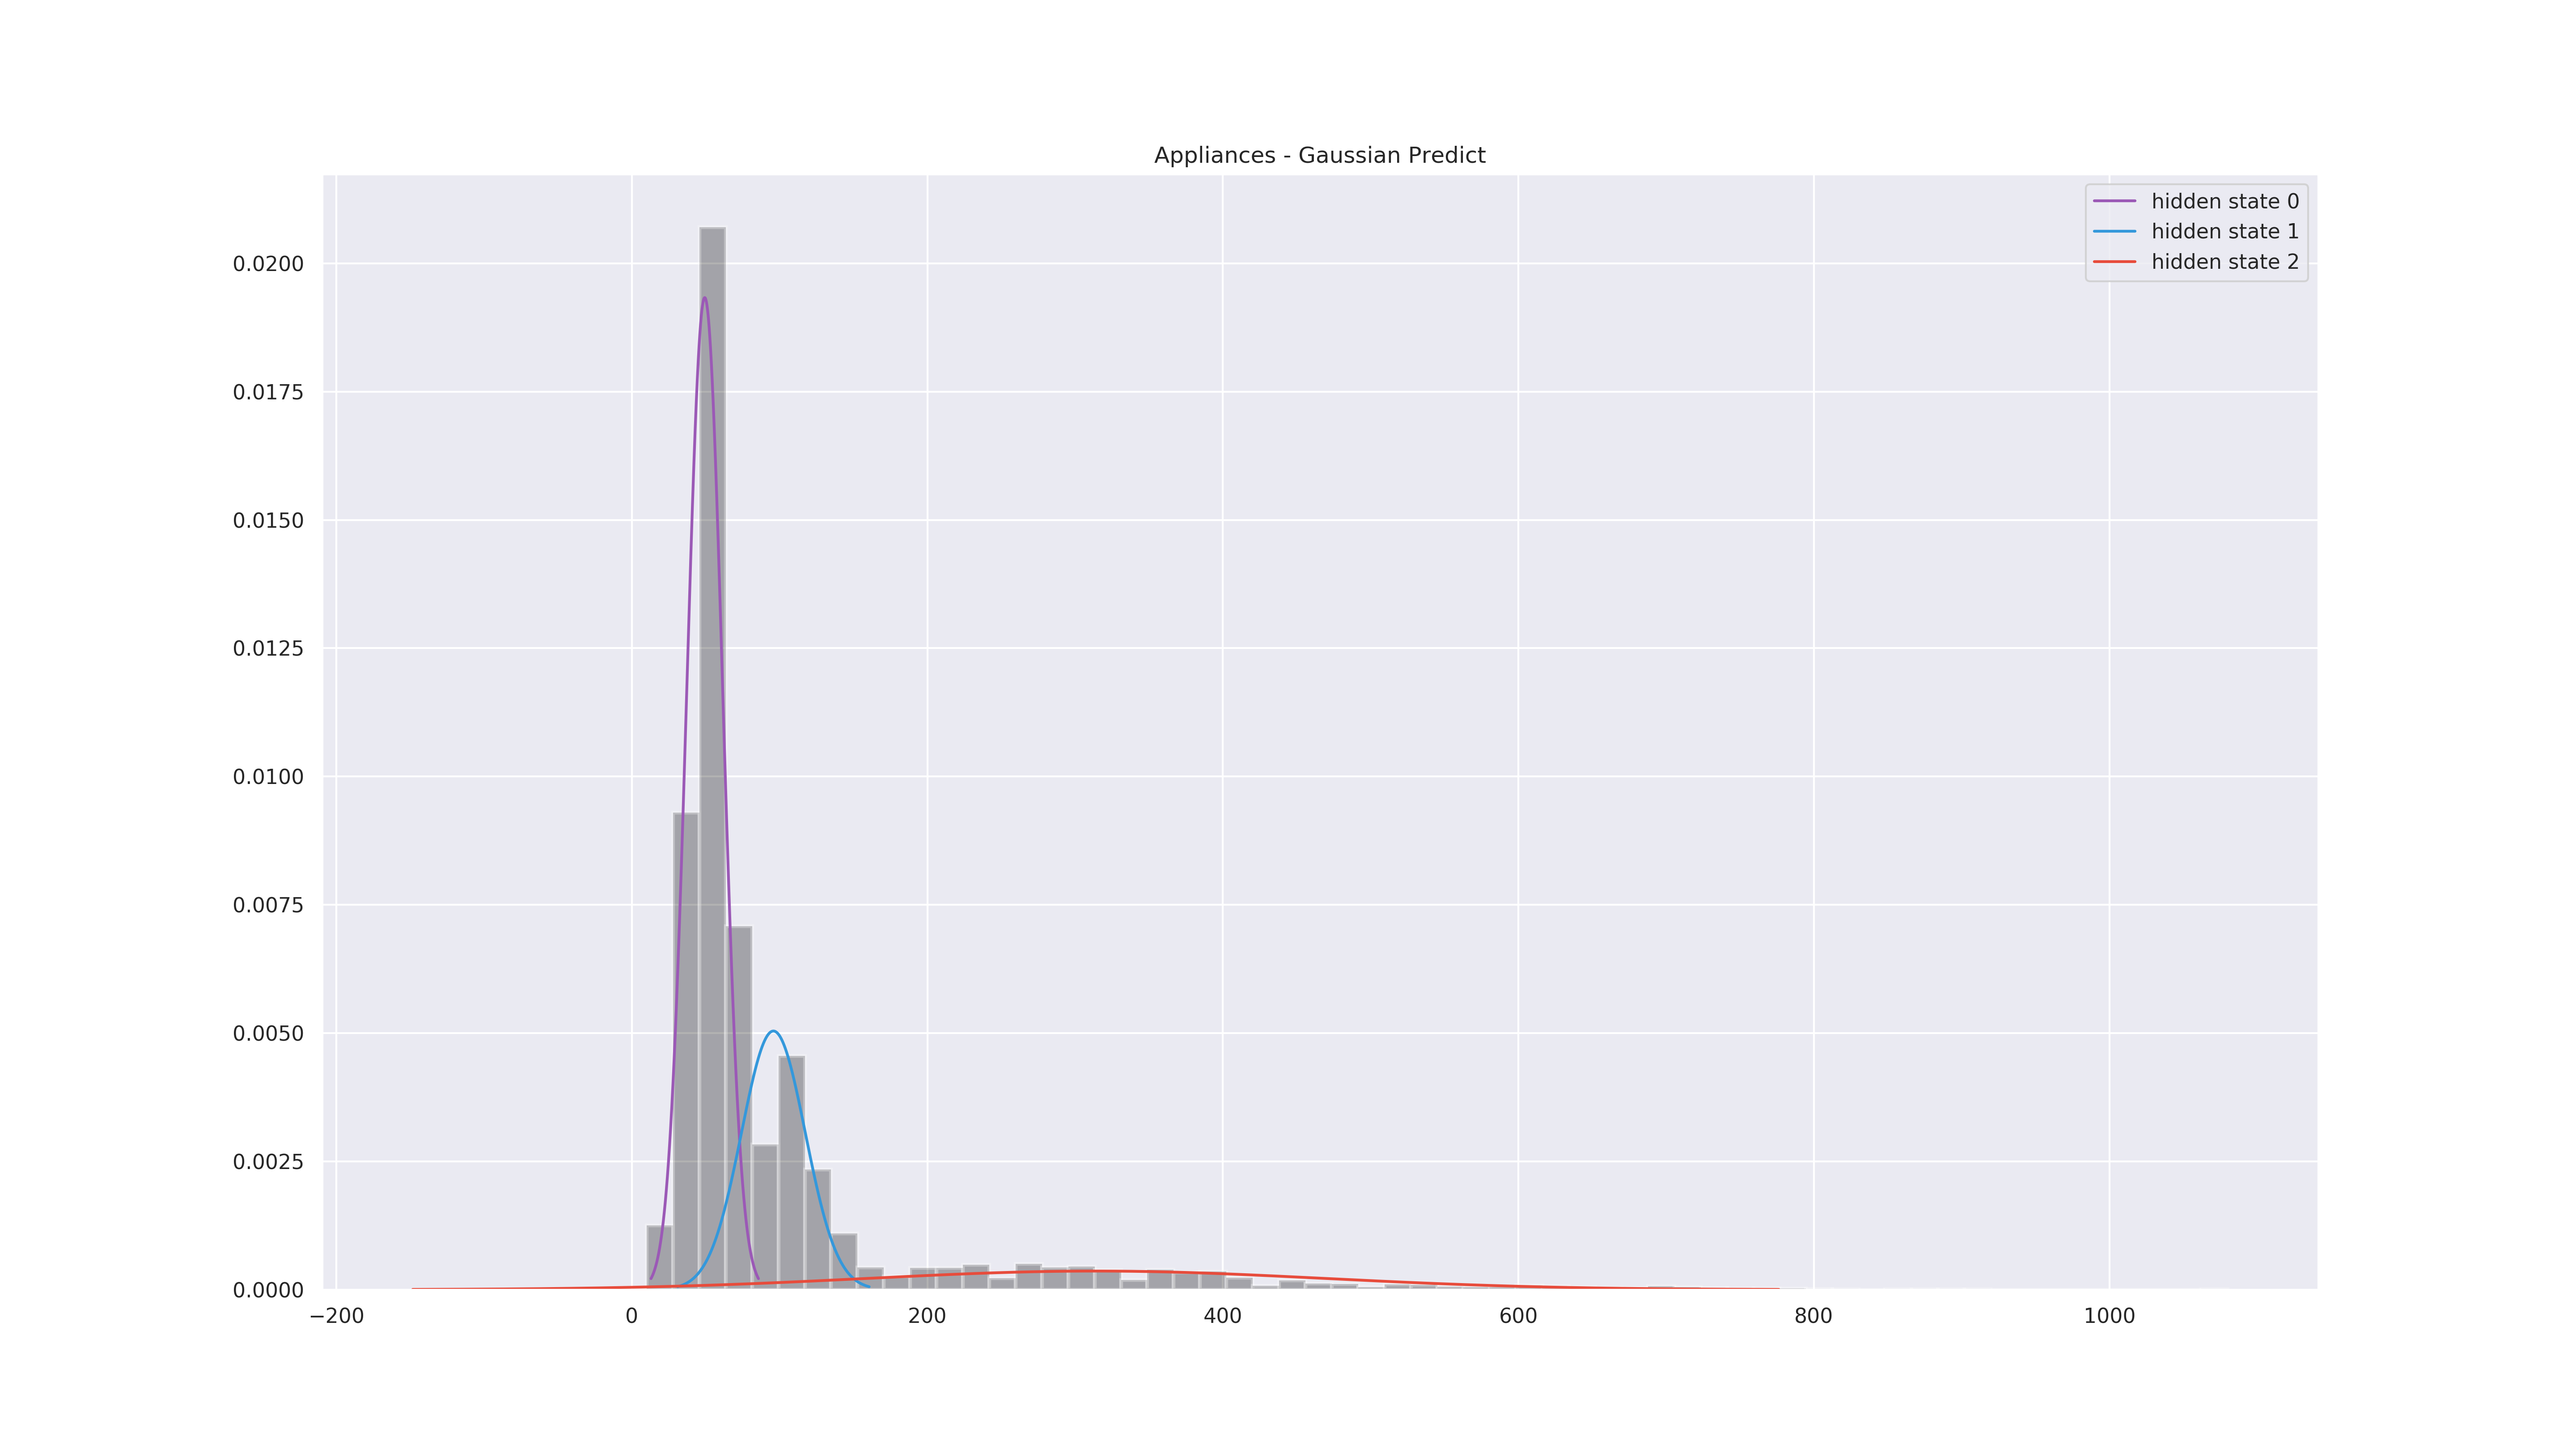 Appliances - Gaussian Predict
hidden state 0
hidden state 1
hidden state 2
0.0200
0.0175
0.0150
0.0125
0.0100
0.0075
0.0050
0.0025
0.0000
−200 0 200 400 600 800 1000